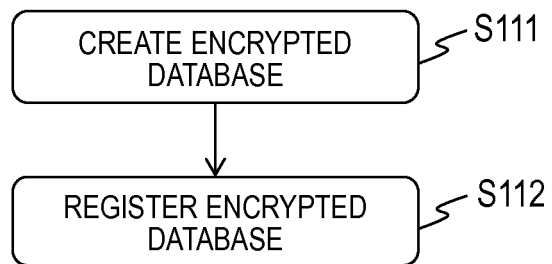 CREATE ENCRYPTED
DATABASE
S111
REGISTER ENCRYPTED
DATABASE
S112